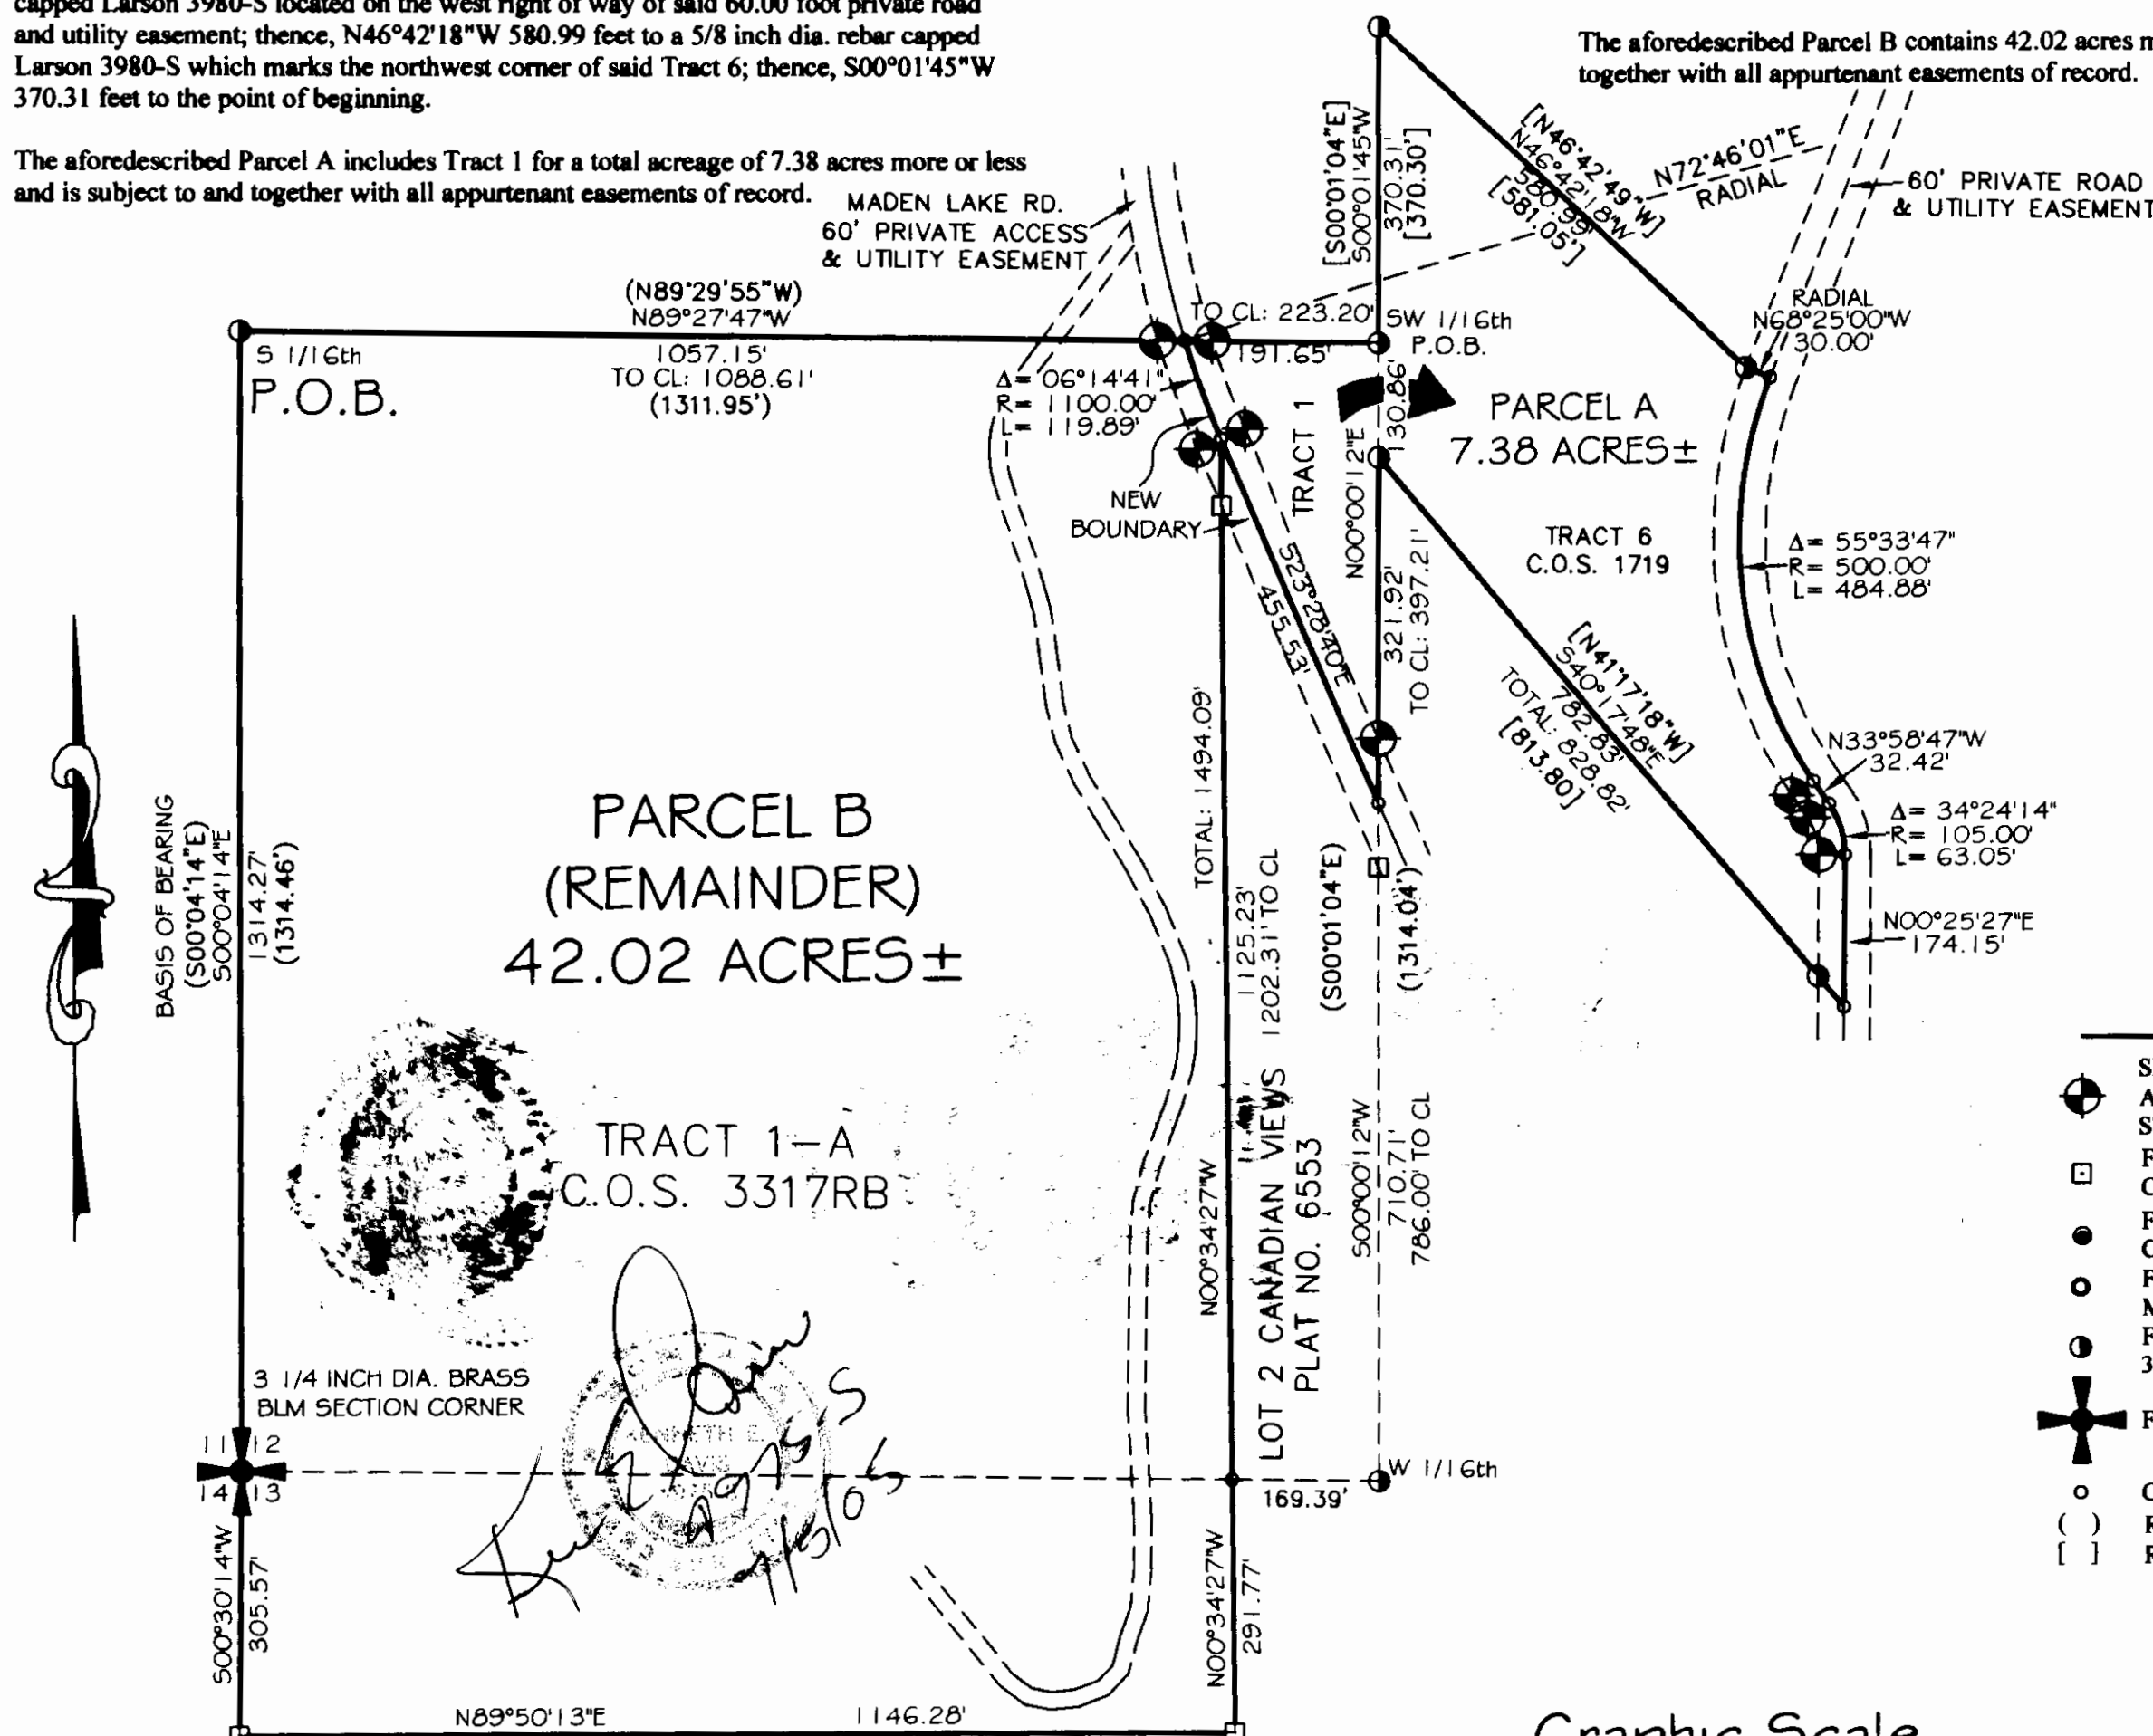 capped Larson 3980-S located on the west right of way of said 60.00 foot private road
and utility easement; thence, N46°42'18"W 580.99 feet to a 5/8 inch dia. rebar capped
Larson 3980-S which marks the northwest corner of said Tract 6; thence, S00°01'45"W
370.31 feet to the point of beginning.
The aforedescribed Parcel A includes Tract 1 for a total acreage of 7.38 acres more or less
and is subject to and together with all appurtenant easements of record.
The aforedescribed Parcel B contains 42.02 acres
together with all appurtenant easements of record.
MADEN LAKE RD.
60' PRIVATE ACCESS
& UTILITY EASEMENT
[S00°01'04"E]
S00°01'45"W
370.31'
[370.30']
[N46°42'49"W]
N46°42'18"W
580.99'
[581.05']
N72°46'01"E
RADIAL
60' PRIVATE ROAD
& UTILITY EASEMENT
(N89°29'55"W)
N89°27'47"W
1057.15'
TO CL: 1088.61'
(1311.95')
S 1/16th
P.O.B.
TO CL: 223.20'
191.65'
SW 1/16th
P.O.B.
RADIAL
N68°25'00"W
30.00'
Δ= 06°14'41"
R= 1100.00'
L= 119.89'
NEW
BOUNDARY
TRACT 1
130.86'
N00°00'12"E
321.92'
TO CL: 397.21'
PARCEL A
7.38 ACRES±
TRACT 6
C.O.S. 1719
Δ= 55°33'47"
R= 500.00'
L= 484.88'
S23°28'40"E
455.53'
[N41°17'18"W]
S40°17'48"E
782.83'
TOTAL: 828.82'
[813.80]
N33°58'47"W
32.42'
Δ= 34°24'14"
R= 105.00'
L= 63.05'
N00°25'27"E
174.15'
BASIS OF BEARING
(S00°04'14"E)
S00°04'14"E
1314.27'
(1314.46')
PARCEL B
(REMAINDER)
42.02 ACRES±
TOTAL: 1494.09'
1125.23'
1202.31' TO CL
(S00°01'04"E)
(1314.04')
TRACT 1-A
C.O.S. 3317RB
N00°34'27"W
LOT 2 CANADIAN VIEWS
PLAT NO. 6553
S00°00'12"W
710.71'
786.00' TO CL
3 1/4 INCH DIA. BRASS
BLM SECTION CORNER
11 12
14 13
169.39'
W 1/16th
S00°30'14"W
305.57'
N00°34'27"W
291.77'
N89°50'13"E
1146.28'
( )
[ ]
Graphic Scale